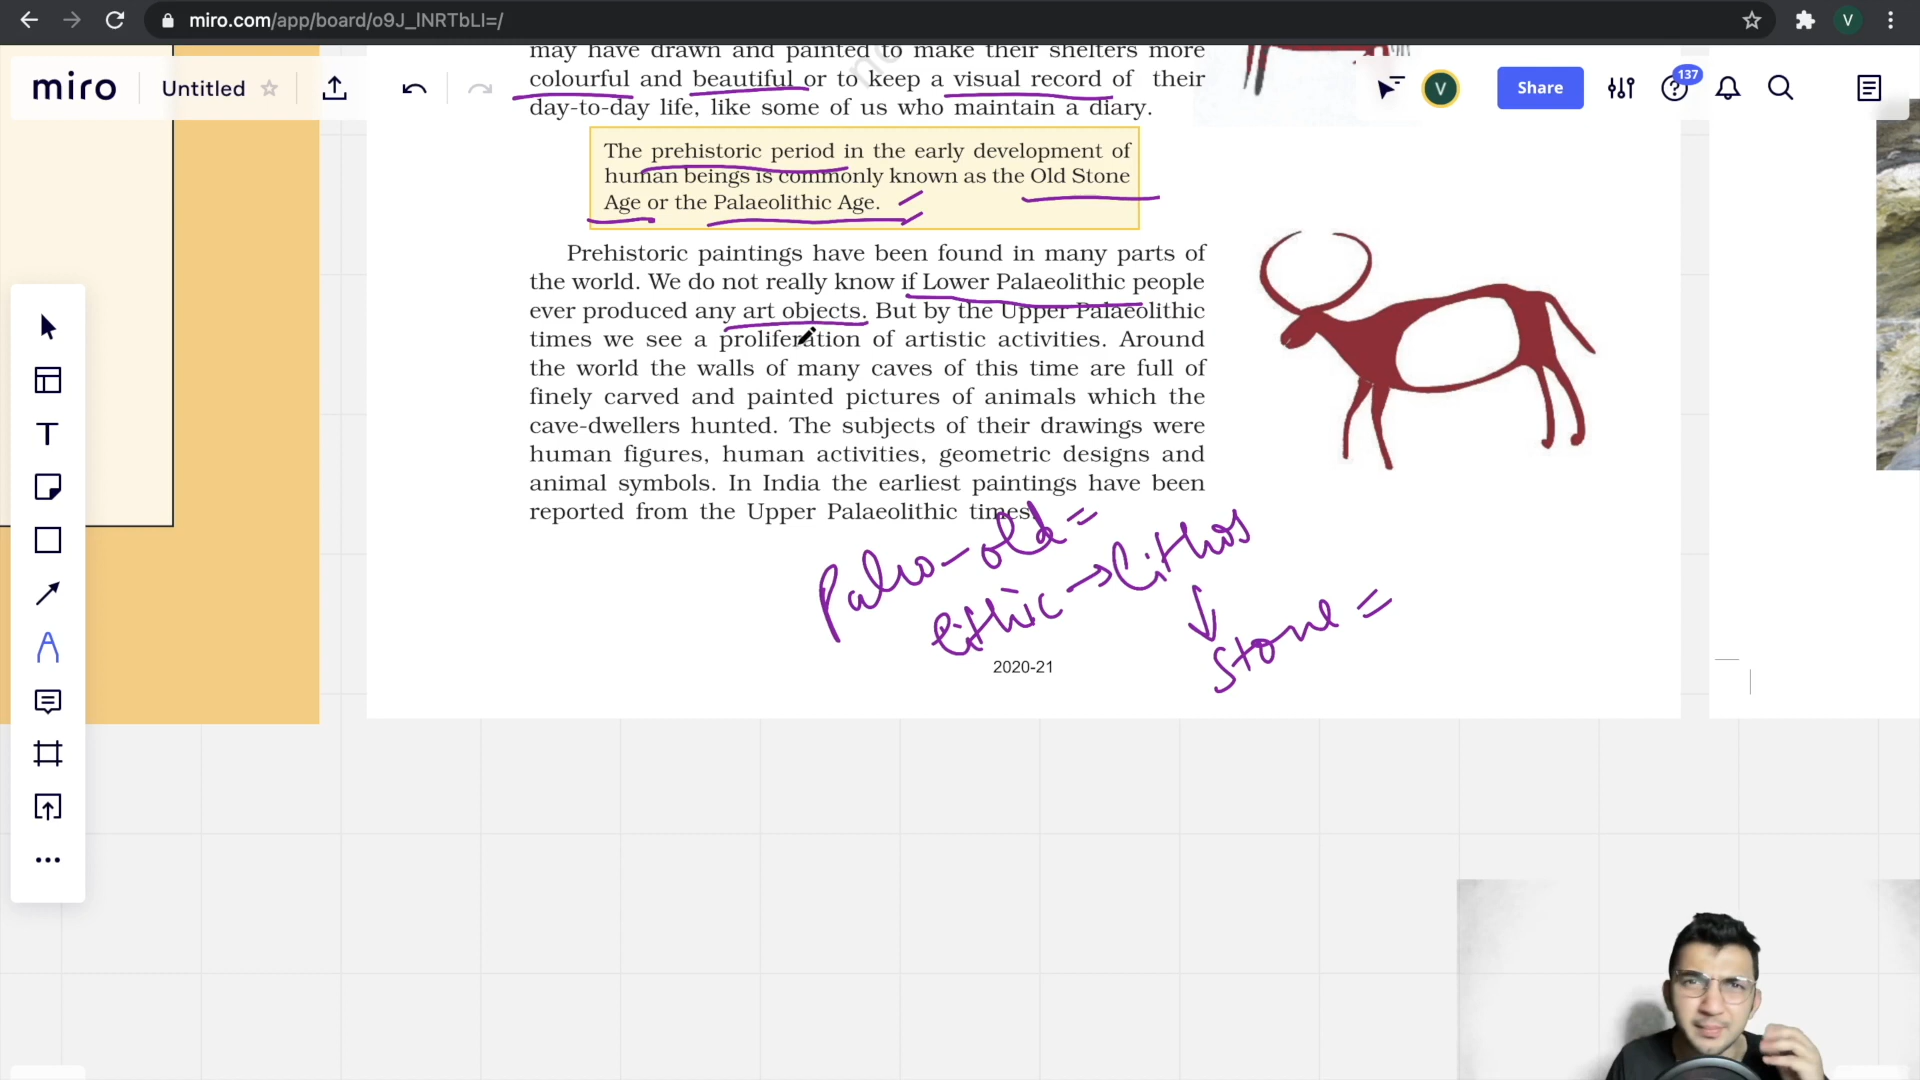 miro.com/app/board/o9J_lNRTbLI=/
V
may have drawn and painted to make their shelters more
miro
Untitled
colourful and beautiful or to keep a visual record of their
V
Share
137
day-to-day life, like some of us who maintain a diary.
The prehistoric period in the early development of
human beings is commonly known as the Old Stone
Age or the Palaeolithic Age.
Prehistoric paintings have been found in many parts of
the world. We do not really know if Lower Palaeolithic people
ever produced any art objects. But by the Upper Palaeolithic
times we see a proliferation of artistic activities. Around
the world the walls of many caves of this time are full of
finely carved and painted pictures of animals which the
cave-dwellers hunted. The subjects of their drawings were
human figures, human activities, geometric designs and
animal symbols. In India the earliest paintings have been
reported from the Upper Palaeolithic times.
Paleo-old=
lithic → Lithos
↓
Stone =
2020-21
T